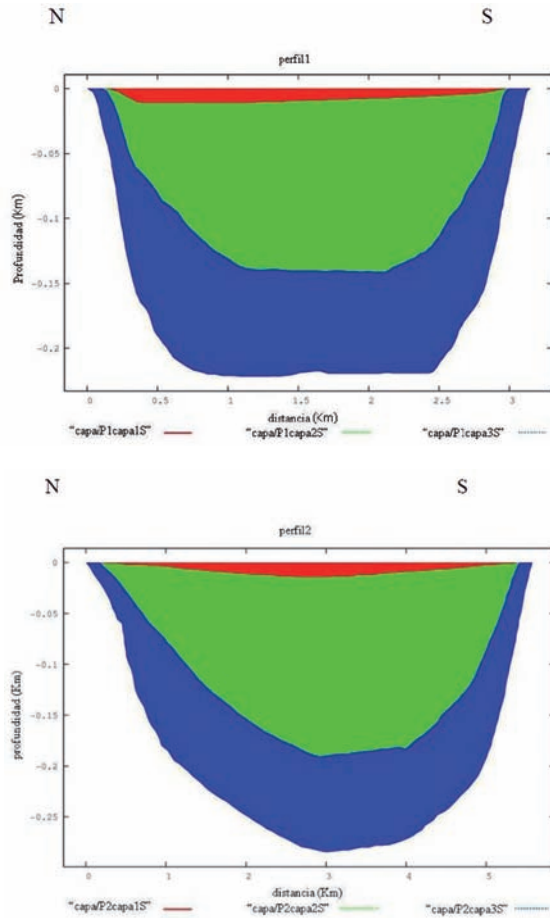 N S
perfil1
0
-0.05
-0.1
-0.15
-0.2
Profundidad (Km)
0 0.5 1 1.5 2 2.5 3
distancia (Km)
"capa/P1capa1S" "capa/P1capa2S" "capa/P1capa3S"
N S
perfil2
0
-0.05
-0.1
-0.15
-0.2
-0.25
profundidad (Km)
0 1 2 3 4 5
distancia (Km)
"capa/P2capa1S" "capa/P2capa2S" "capa/P2capa3S"